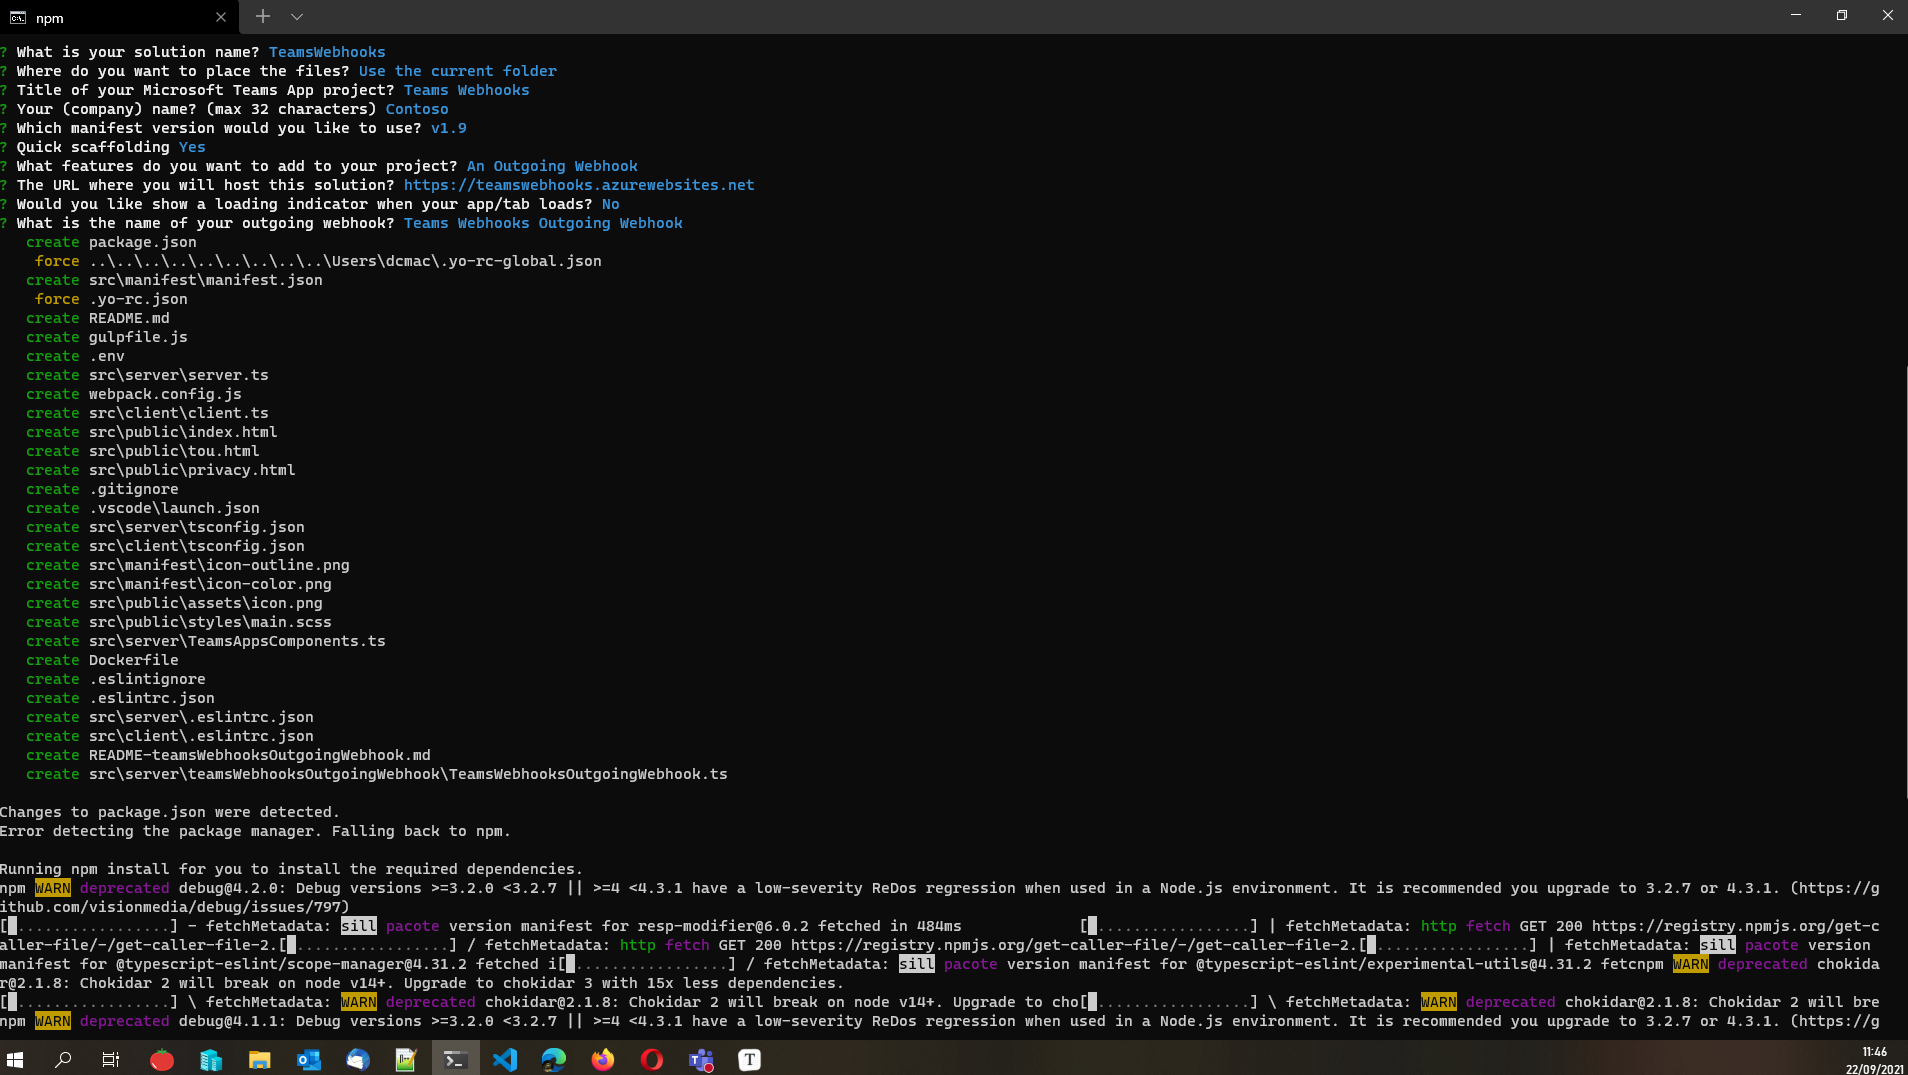 npm
? What is your solution name? TeamsWebhooks
? Where do you want to place the files? Use the current folder
? Title of your Microsoft Teams App project? Teams Webhooks
? Your (company) name? (max 32 characters) Contoso
? Which manifest version would you like to use? v1.9
? Quick scaffolding Yes
? What features do you want to add to your project? An Outgoing Webhook
? The URL where you will host this solution? https://teamswebhooks.azurewebsites.net
? Would you like show a loading indicator when your app/tab loads? No
? What is the name of your outgoing webhook? Teams Webhooks Outgoing Webhook
create package.json
force ..\..\..\..\..\..\..\..\..\Users\dcmac\.yo-rc-global.json
create src\manifest\manifest.json
force .yo-rc.json
create README.md
create gulpfile.js
create .env
create src\server\server.ts
create webpack.config.js
create src\client\client.ts
create src\public\index.html
create src\public\tou.html
create src\public\privacy.html
create .gitignore
create .vscode\launch.json
create src\server\tsconfig.json
create src\client\tsconfig.json
create src\manifest\icon-outline.png
create src\manifest\icon-color.png
create src\public\assets\icon.png
create src\public\styles\main.scss
create src\server\TeamsAppsComponents.ts
create Dockerfile
create .eslintignore
create .eslintrc.json
create src\server\.eslintrc.json
create src\client\.eslintrc.json
create README-teamsWebhooksOutgoingWebhook.md
create src\server\teamsWebhooksOutgoingWebhook\TeamsWebhooksOutgoingWebhook.ts
Changes to package.json were detected.
Error detecting the package manager. Falling back to npm.
Running npm install for you to install the required dependencies.
npm WARN deprecated debug@4.2.0: Debug versions >=3.2.0 <3.2.7 || >=4 <4.3.1 have a low-severity ReDos regression when used in a Node.js environment. It is recommended you upgrade to 3.2.7 or 4.3.1. (https://g
ithub.com/visionmedia/debug/issues/797)
[█.................] - fetchMetadata: sill pacote version manifest for resp-modifier@6.0.2 fetched in 484ms [█.................] | fetchMetadata: http fetch GET 200 https://registry.npmjs.org/get-c
aller-file/-/get-caller-file-2.[█.................] / fetchMetadata: http fetch GET 200 https://registry.npmjs.org/get-caller-file/-/get-caller-file-2.[█.................] | fetchMetadata: sill pacote version
manifest for @typescript-eslint/scope-manager@4.31.2 fetched i[█.................] / fetchMetadata: sill pacote version manifest for @typescript-eslint/experimental-utils@4.31.2 fetcnpm WARN deprecated chokida
r@2.1.8: Chokidar 2 will break on node v14+. Upgrade to chokidar 3 with 15x less dependencies.
[█.................] \ fetchMetadata: WARN deprecated chokidar@2.1.8: Chokidar 2 will break on node v14+. Upgrade to cho[█.................] \ fetchMetadata: WARN deprecated chokidar@2.1.8: Chokidar 2 will bre
npm WARN deprecated debug@4.1.1: Debug versions >=3.2.0 <3.2.7 || >=4 <4.3.1 have a low-severity ReDos regression when used in a Node.js environment. It is recommended you upgrade to 3.2.7 or 4.3.1. (https://g
11:46
22/09/2021